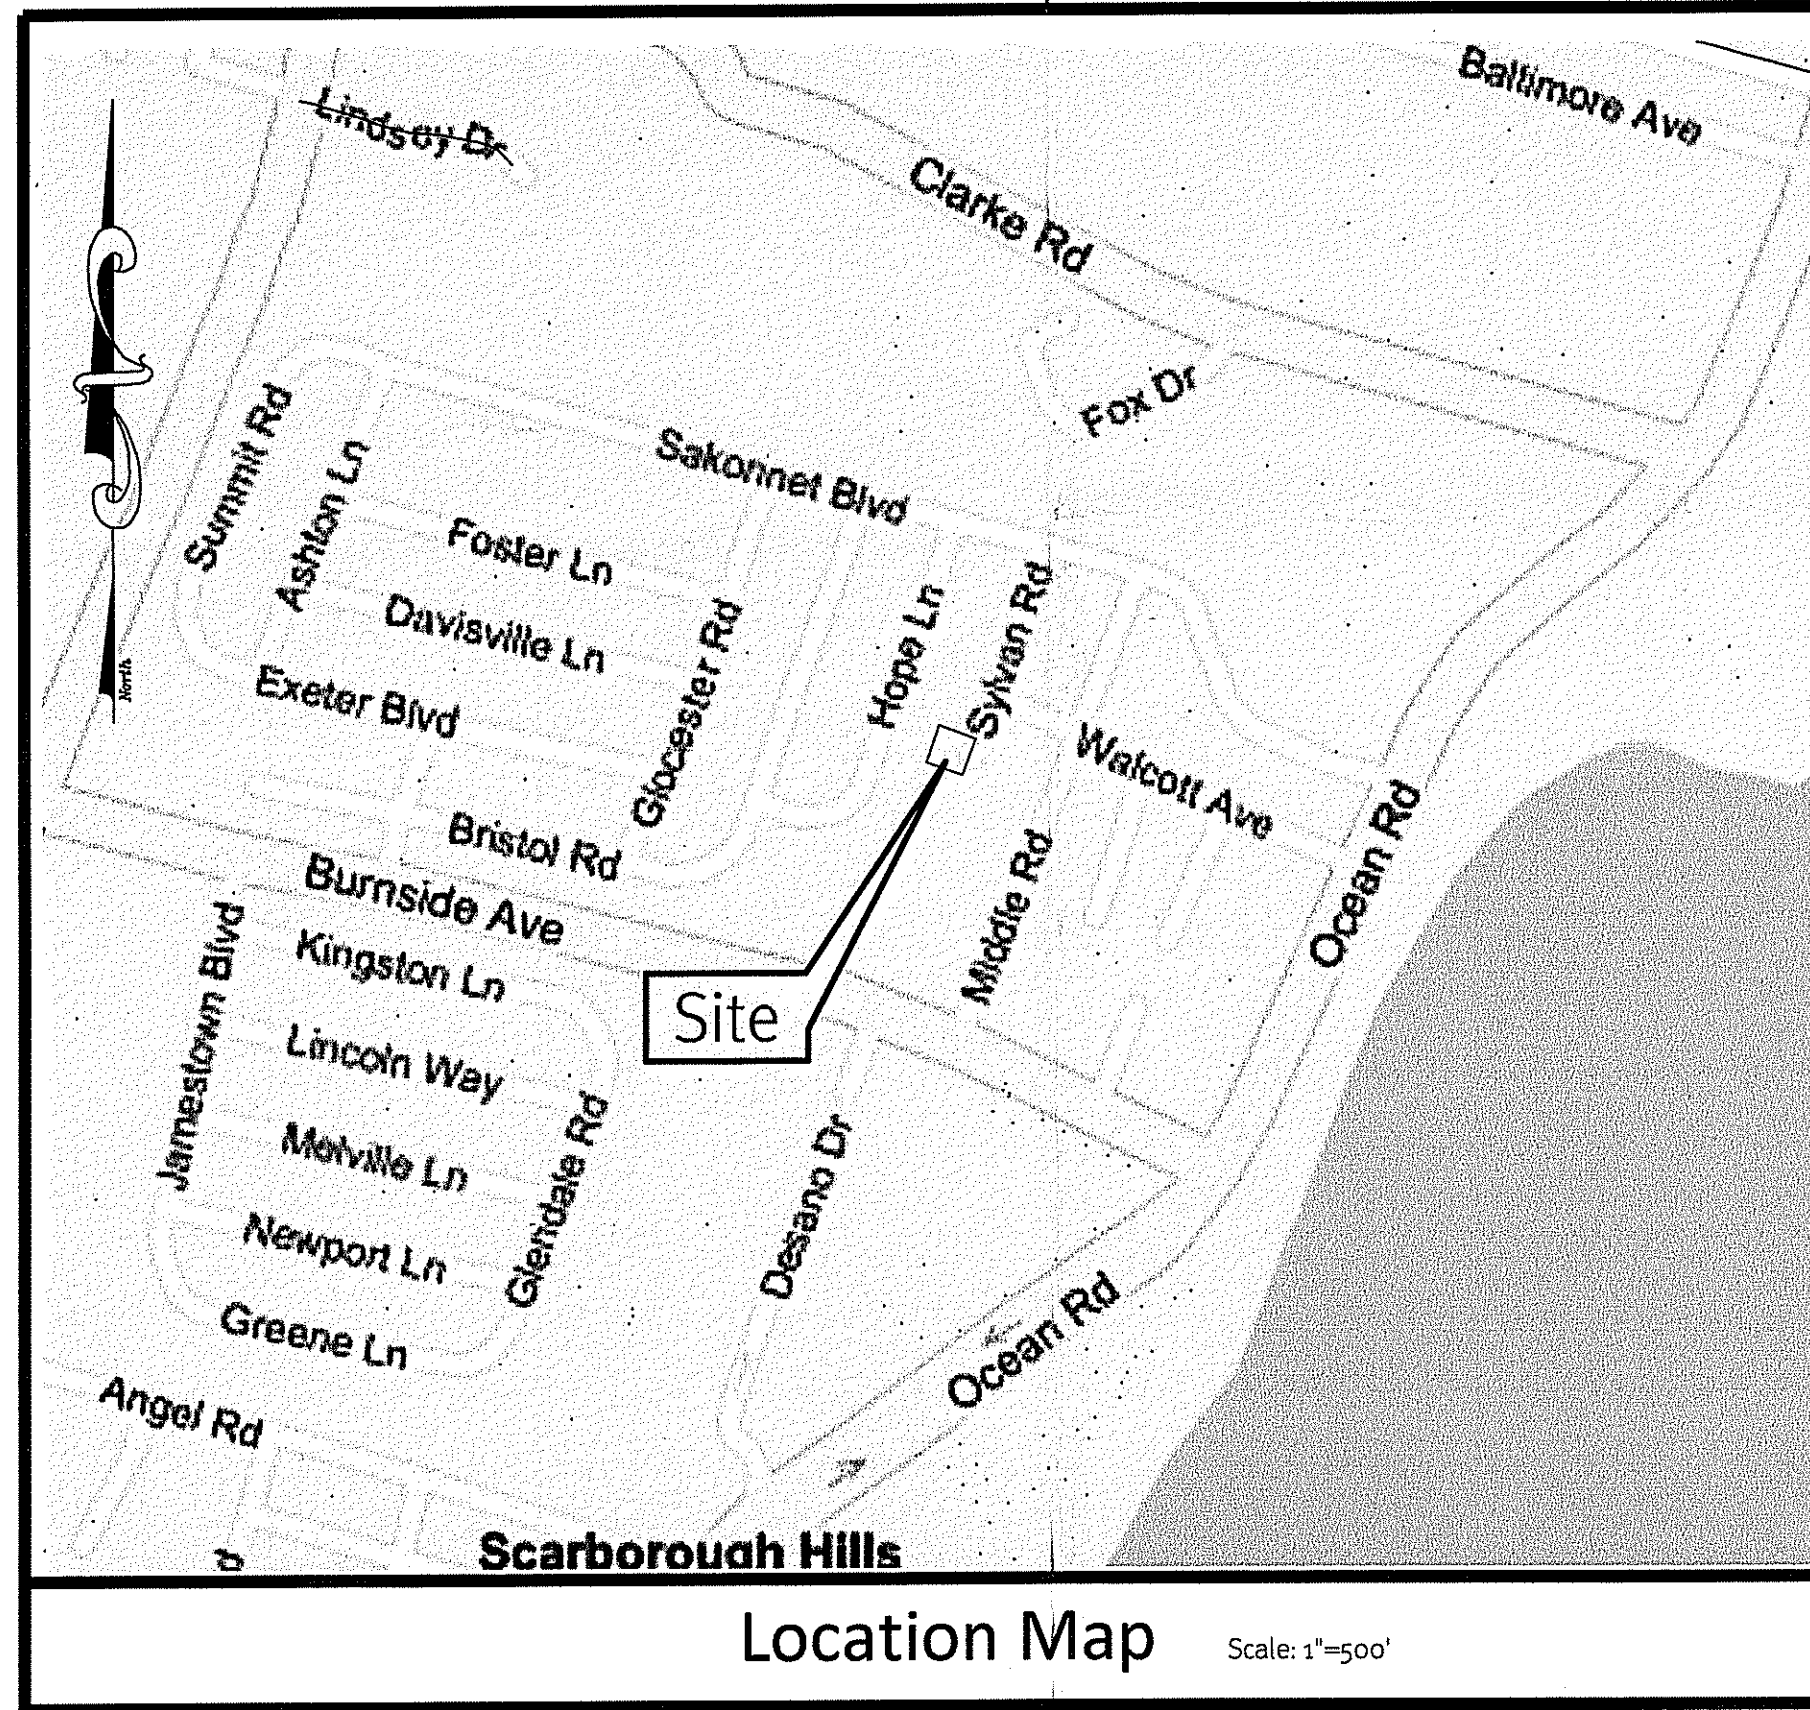 Baltimore Ave
Lindsay Dr
Clarke Rd
Fox Dr
Summit Rd
Ashton Ln
Sakonnet Blvd
Foster Ln
Davisville Ln
Hope Ln
Sylvan Rd
Glocester Rd
Exeter Blvd
North
Walcott Ave
Bristol Rd
Burnside Ave
Middle Rd
Ocean Rd
Jamestown Blvd
Kingston Ln
Site
Lincoln Way
Melville Ln
Glendale Rd
Desano Dr
Newport Ln
Greene Ln
Ocean Rd
Angel Rd
Scarborough Hills
Location Map
Scale: 1"=500'